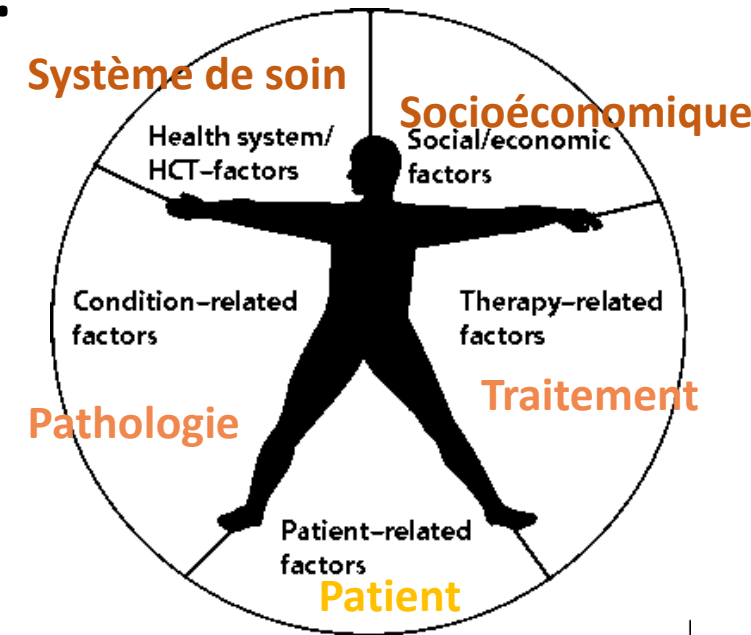 Système de soin
Health system/
HCT–factors
Socioéconomique
Social/economic
factors
Condition–related
factors
Pathologie
Therapy–related
factors
Traitement
Patient–related
factors
Patient